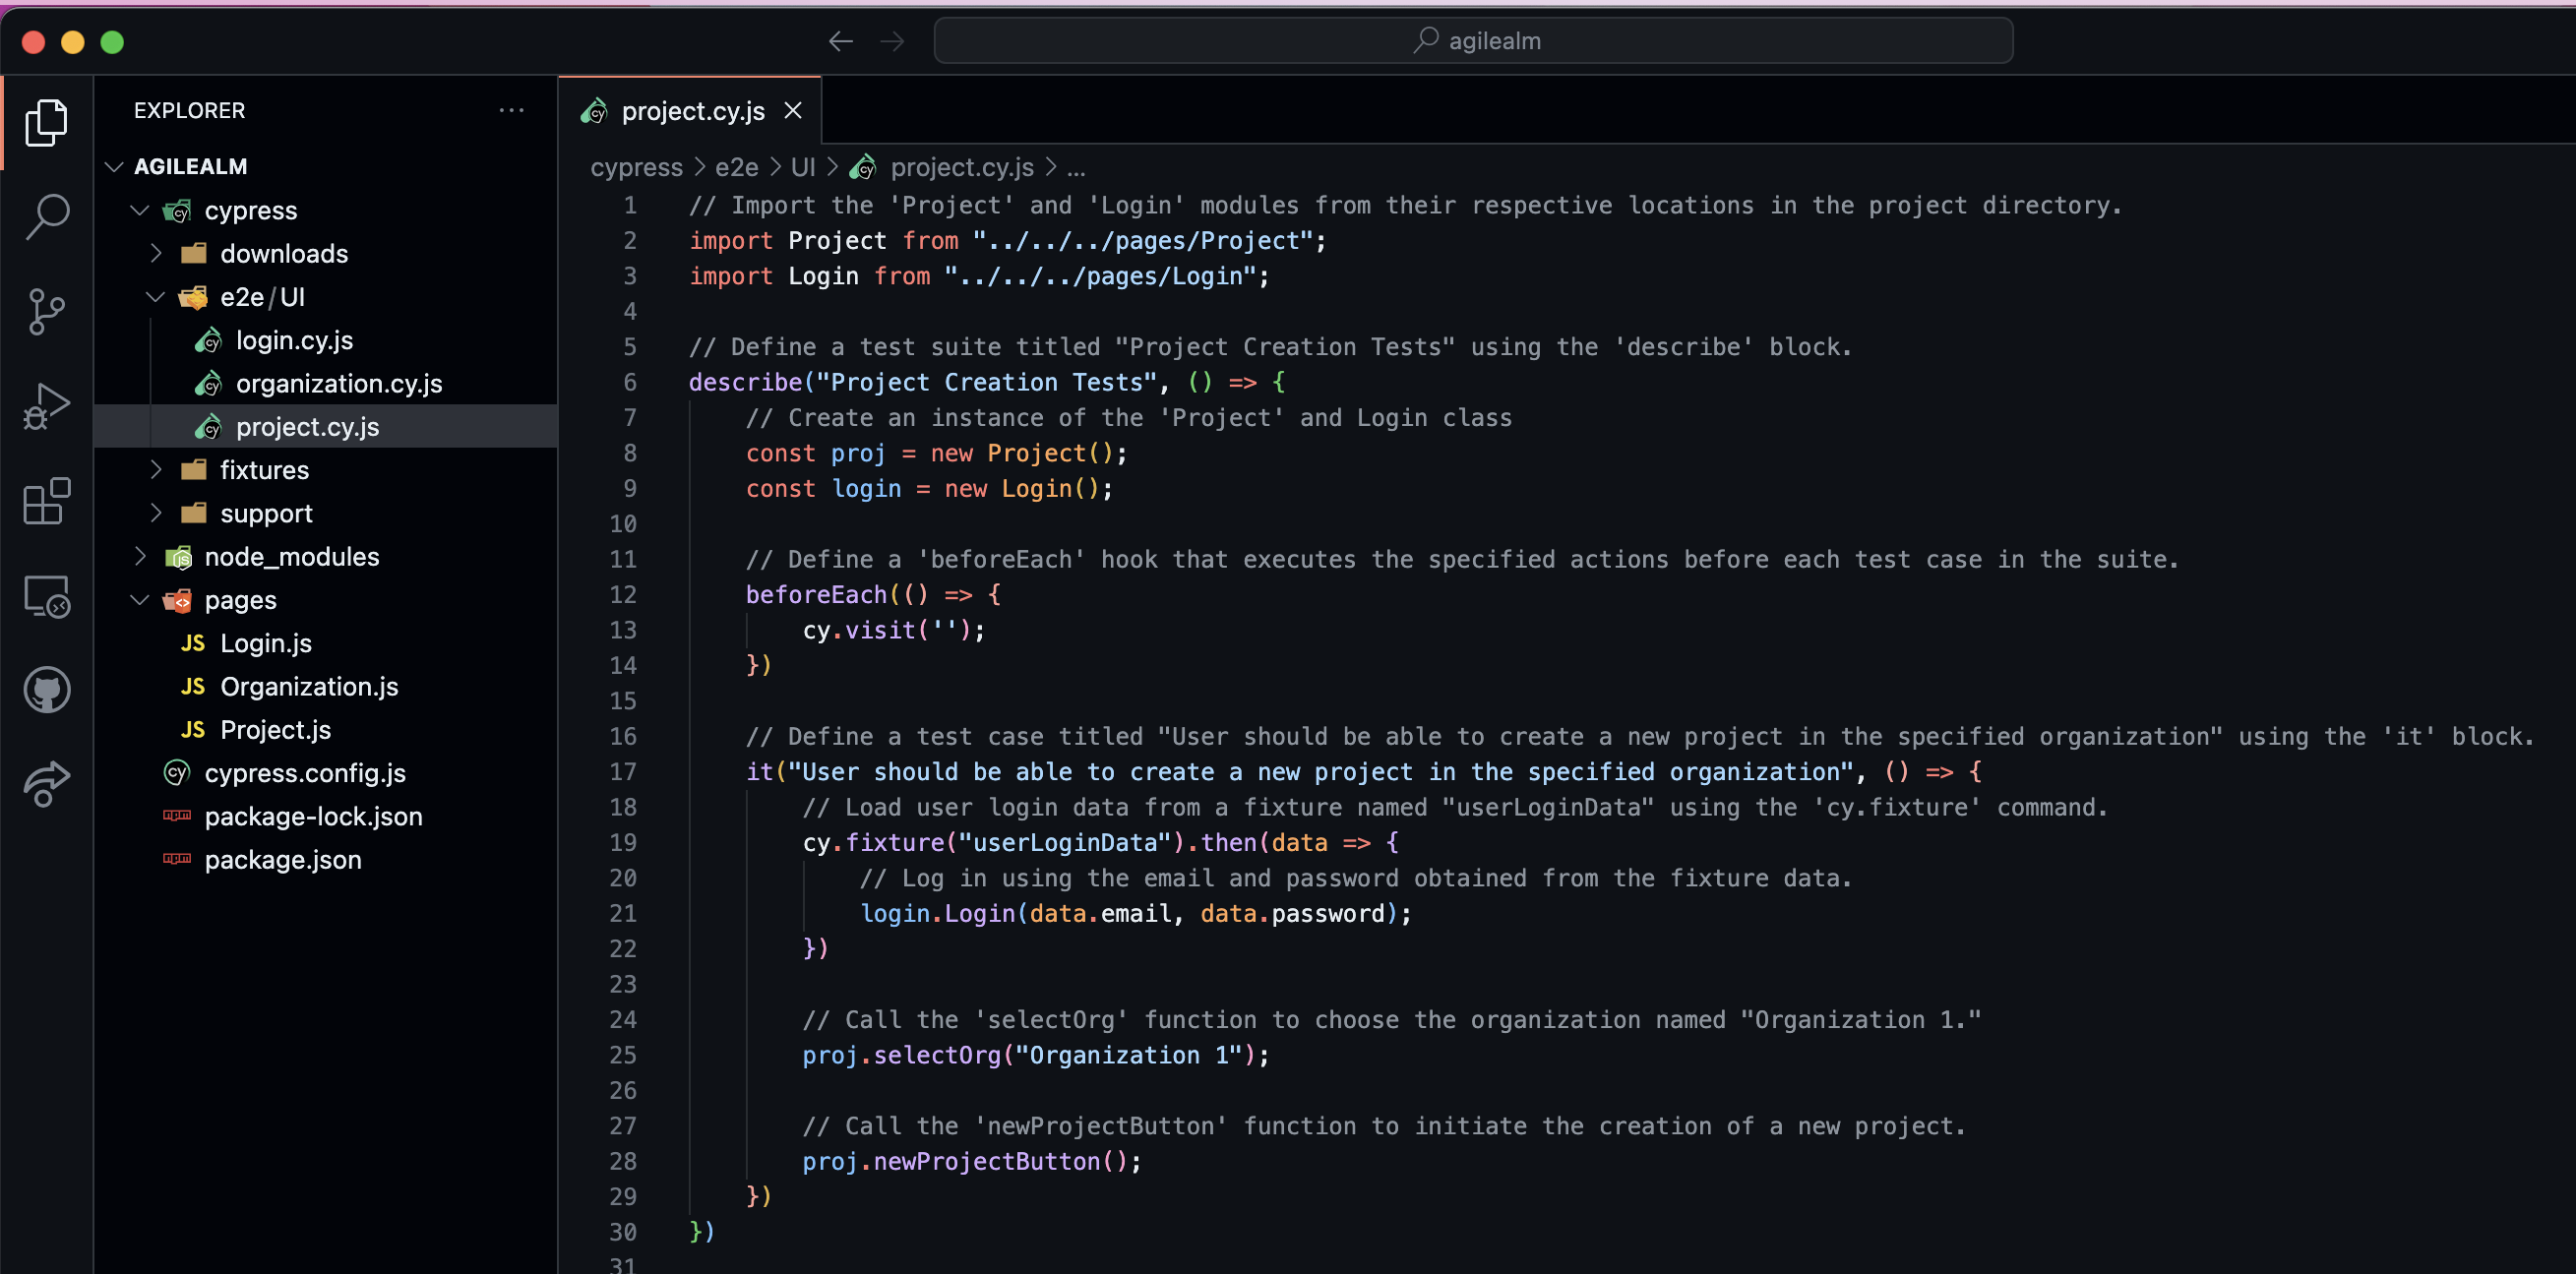 agilealm
EXPLORER
AGILEALM
cypress
downloads
e2e/UI
login.cy.js
organization.cy.js
project.cy.js
fixtures
support
node_modules
pages
JS Login.js
JS Organization.js
JS Project.js
cypress.config.js
package-lock.json
package.json
project.cy.js
cypress > e2e > UI > project.cy.js > ...
1 // Import the 'Project' and 'Login' modules from their respective locations in the project directory.
2 import Project from "../../../pages/Project";
3 import Login from "../../../pages/Login";
4
5 // Define a test suite titled "Project Creation Tests" using the 'describe' block.
6 describe("Project Creation Tests", () => {
7     // Create an instance of the 'Project' and Login class
8     const proj = new Project();
9     const login = new Login();
10
11     // Define a 'beforeEach' hook that executes the specified actions before each test case in the suite.
12     beforeEach(() => {
13         cy.visit('');
14     })
15
16     // Define a test case titled "User should be able to create a new project in the specified organization" using the 'it' block.
17     it("User should be able to create a new project in the specified organization", () => {
18         // Load user login data from a fixture named "userLoginData" using the 'cy.fixture' command.
19         cy.fixture("userLoginData").then(data => {
20             // Log in using the email and password obtained from the fixture data.
21             login.Login(data.email, data.password);
22         })
23
24         // Call the 'selectOrg' function to choose the organization named "Organization 1."
25         proj.selectOrg("Organization 1");
26
27         // Call the 'newProjectButton' function to initiate the creation of a new project.
28         proj.newProjectButton();
29     })
30 })
31